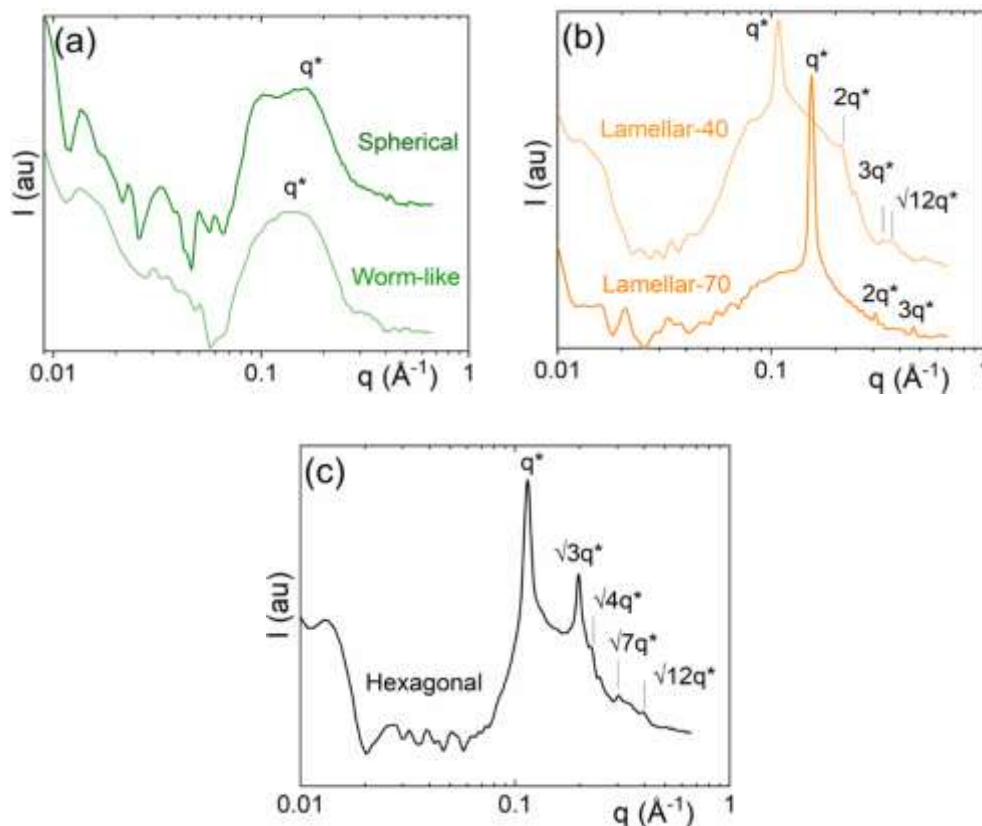 (a)
q*
Spherical
q*
Worm-like
I (au)
0.01 0.1 1
q (Å⁻¹)
(b)
q* q*
2q*
Lamellar-40
3q*
√12q*
Lamellar-70
2q*
3q*
I (au)
0.01 0.1 1
q (Å⁻¹)
(c)
q*
√3q*
√4q*
√7q*
√12q*
Hexagonal
I (au)
0.01 0.1 1
q (Å⁻¹)